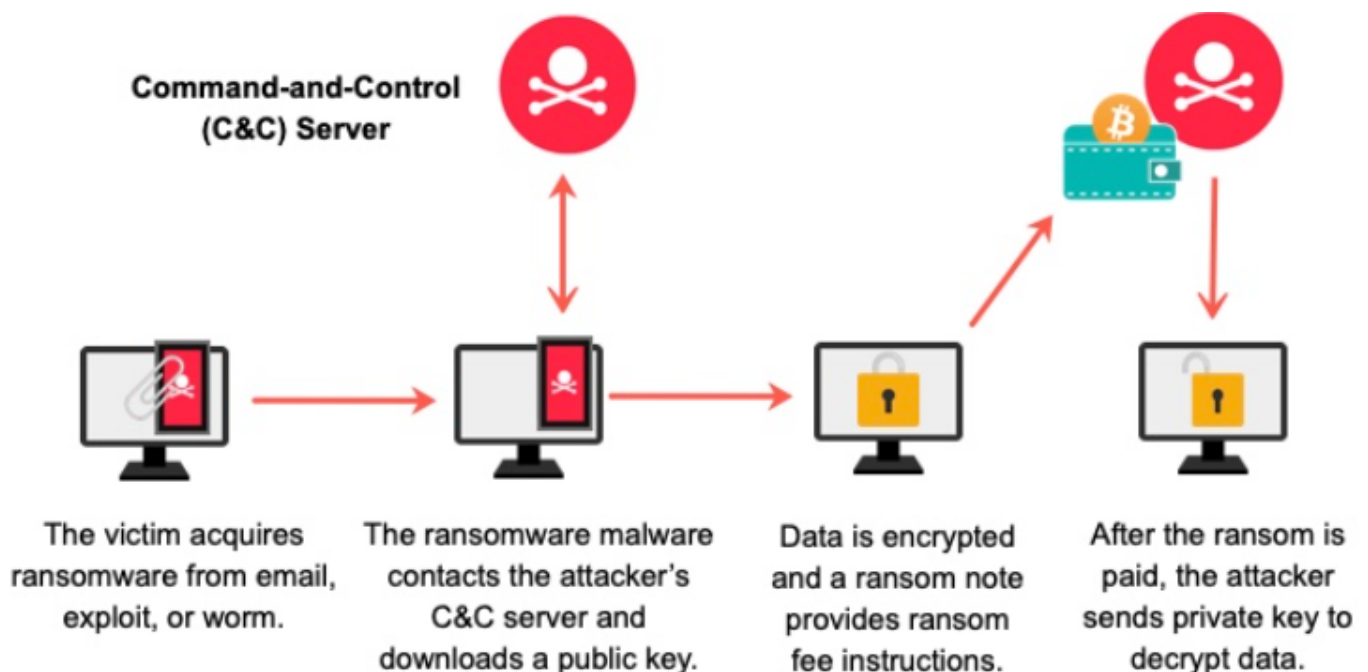 Command-and-Control
(C&C) Server
The victim acquires
ransomware from email,
exploit, or worm.
The ransomware malware
contacts the attacker's
C&C server and
downloads a public key.
Data is encrypted
and a ransom note
provides ransom
fee instructions.
After the ransom is
paid, the attacker
sends private key to
decrypt data.